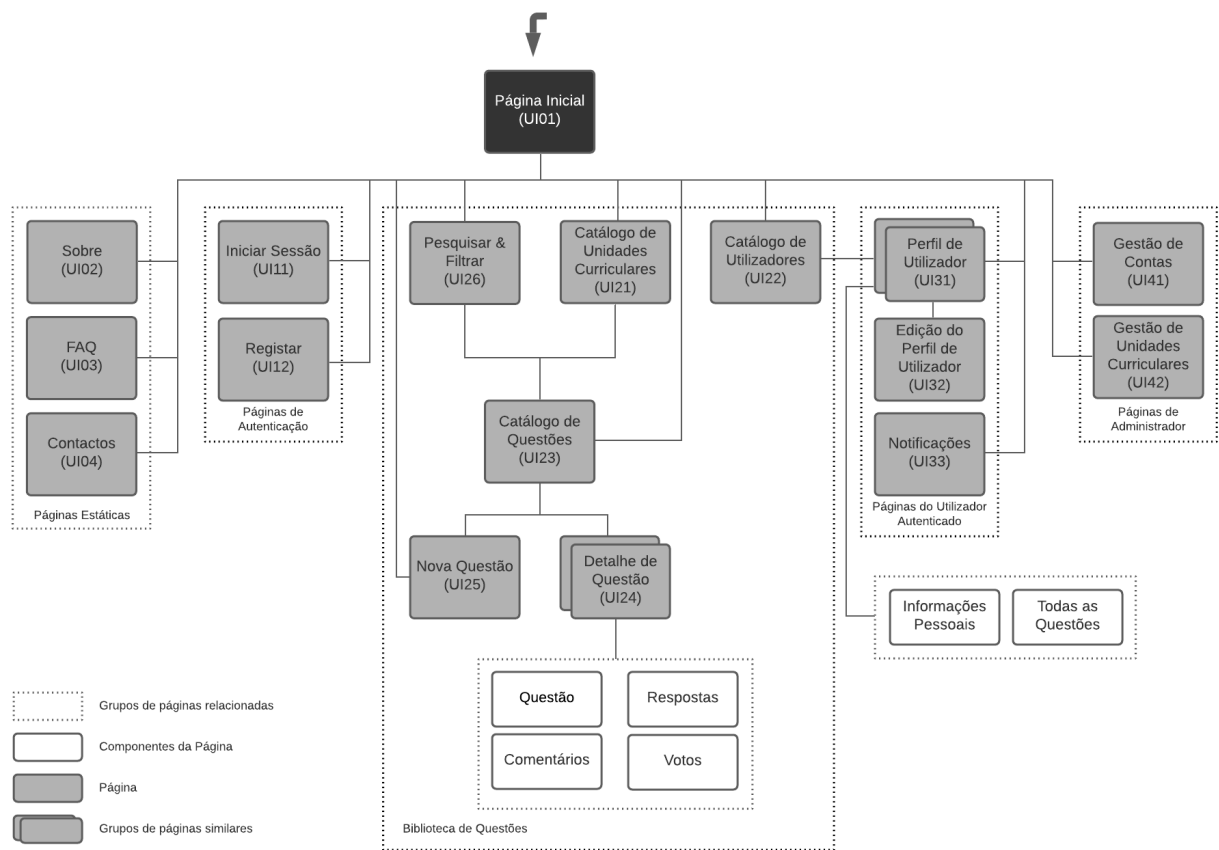 Página Inicial
(UI01)
Sobre
(UI02)
FAQ
(UI03)
Contactos
(UI04)
Páginas Estáticas
Iniciar Sessão
(UI11)
Registar
(UI12)
Páginas de
Autenticação
Pesquisar &
Filtrar
(UI26)
Catálogo de
Unidades
Curriculares
(UI21)
Catálogo de
Utilizadores
(UI22)
Catálogo de
Questões
(UI23)
Nova Questão
(UI25)
Detalhe de
Questão
(UI24)
Questão
Respostas
Comentários
Votos
Biblioteca de Questões
Perfil de
Utilizador
(UI31)
Edição do
Perfil de
Utilizador
(UI32)
Notificações
(UI33)
Páginas do Utilizador
Autenticado
Informações
Pessoais
Todas as
Questões
Gestão de
Contas
(UI41)
Gestão de
Unidades
Curriculares
(UI42)
Páginas de
Administrador
Grupos de páginas relacionadas
Componentes da Página
Página
Grupos de páginas similares